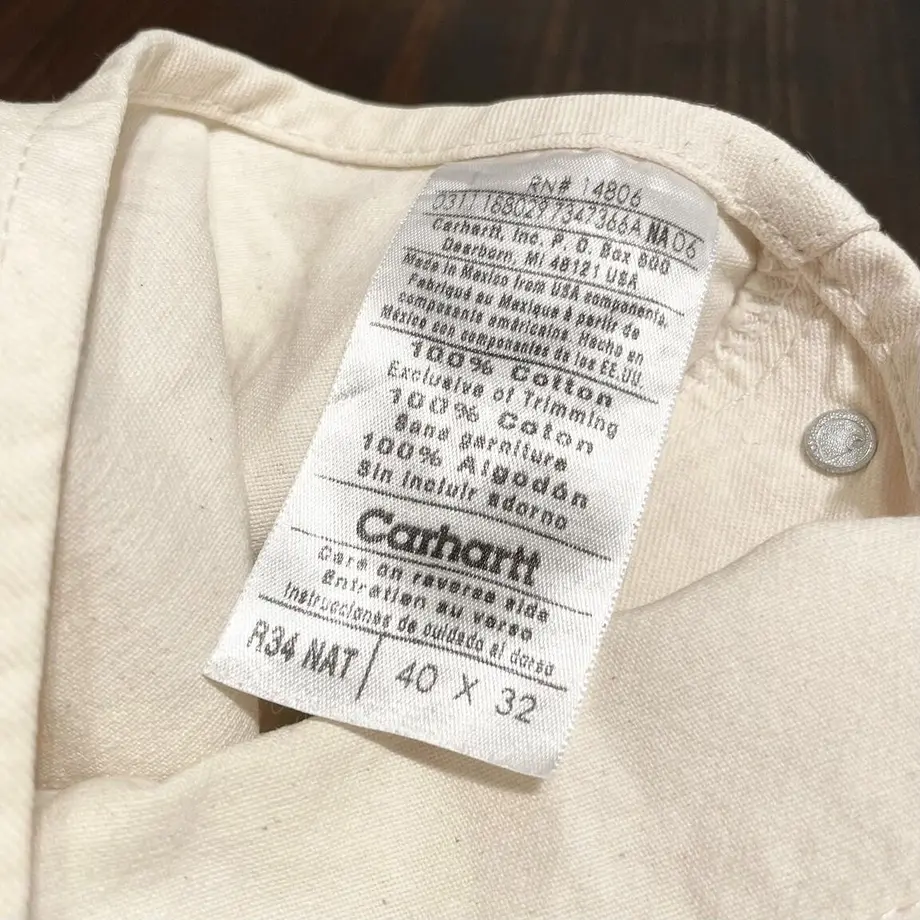 RN# 14806
03111680297347366A NA 06
Carhartt, Inc. P.O. Box 600
Dearborn, MI 48121 USA
Made in Mexico from USA components.
Fabriqué au Mexique à partir de
composants américains. Hecho en
México con componentes de los EE.UU.
100% Cotton
Exclusive of Trimming
100% Coton
Sans garniture
100% Algodón
Sin incluir adorno
Carhartt
Care on reverse side
Entretien au verso
Instrucciones de cuidado al dorso
R34 NAT 40 X 32